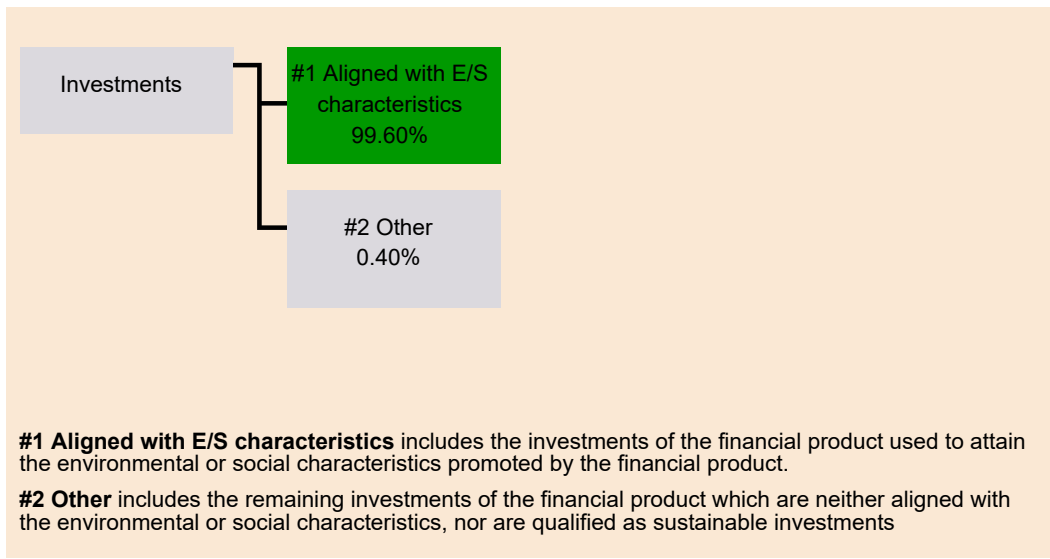 Investments
#1 Aligned with E/S
characteristics
99.60%
#2 Other
0.40%
#1 Aligned with E/S characteristics includes the investments of the financial product used to attain
the environmental or social characteristics promoted by the financial product.
#2 Other includes the remaining investments of the financial product which are neither aligned with
the environmental or social characteristics, nor are qualified as sustainable investments